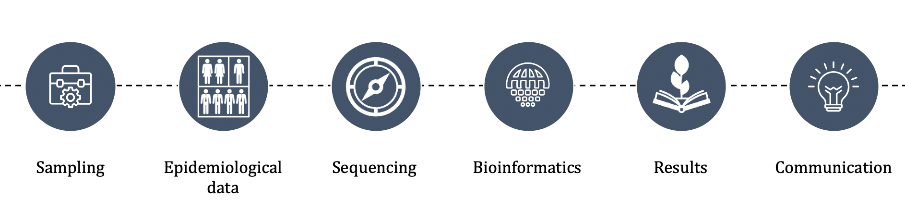 Sampling
Epidemiological
data
Sequencing
Bioinformatics
Results
Communication